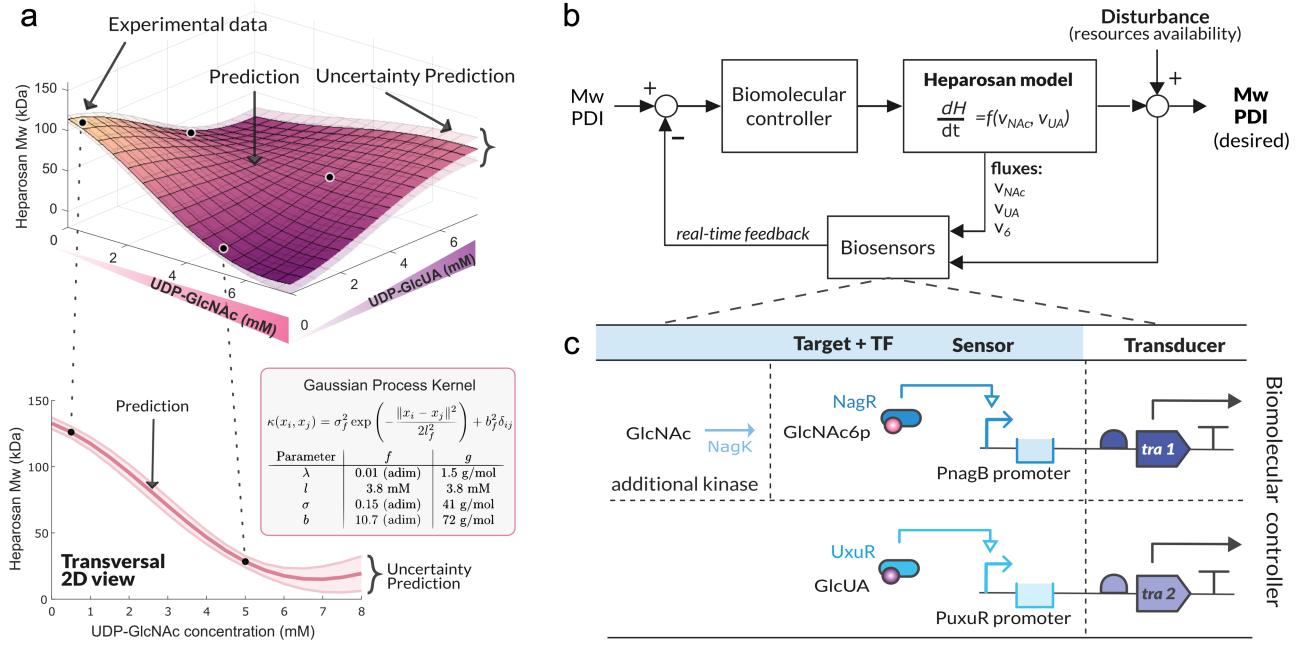 a
Experimental data
Prediction
Uncertainty Prediction
Heparosan Mw (kDa)
150
100
50
0
0
2
4
6
UDP-GlcNAc (mM)
0
2
4
6
UDP-GlcUA (mM)
Gaussian Process Kernel
κ(x_i, x_j) = σ_f^2 exp ( − ‖x_i − x_j‖^2 / 2l_f^2 ) + b_f^2 δ_ij
Parameter f g
λ 0.01 (adim) 1.5 g/mol
l 3.8 mM 3.8 mM
σ 0.15 (adim) 41 g/mol
b 10.7 (adim) 72 g/mol
Heparosan Mw (kDa)
150
100
50
0
Prediction
Transversal
2D view
Uncertainty
Prediction
0 1 2 3 4 5 6 7 8
UDP-GlcNAc concentration (mM)
b
Mw
PDI
+
−
Biomolecular
controller
Heparosan model
dH/dt =f(v_NAc, v_UA)
Disturbance
(resources availability)
+
Mw
PDI
(desired)
fluxes:
v_NAc
v_UA
v_6
Biosensors
real-time feedback
c
Target + TF Sensor Transducer
GlcNAc
NagK
additional kinase
NagR
GlcNAc6p
PnagB promoter
tra 1
UxuR
GlcUA
PuxuR promoter
tra 2
Biomolecular controller